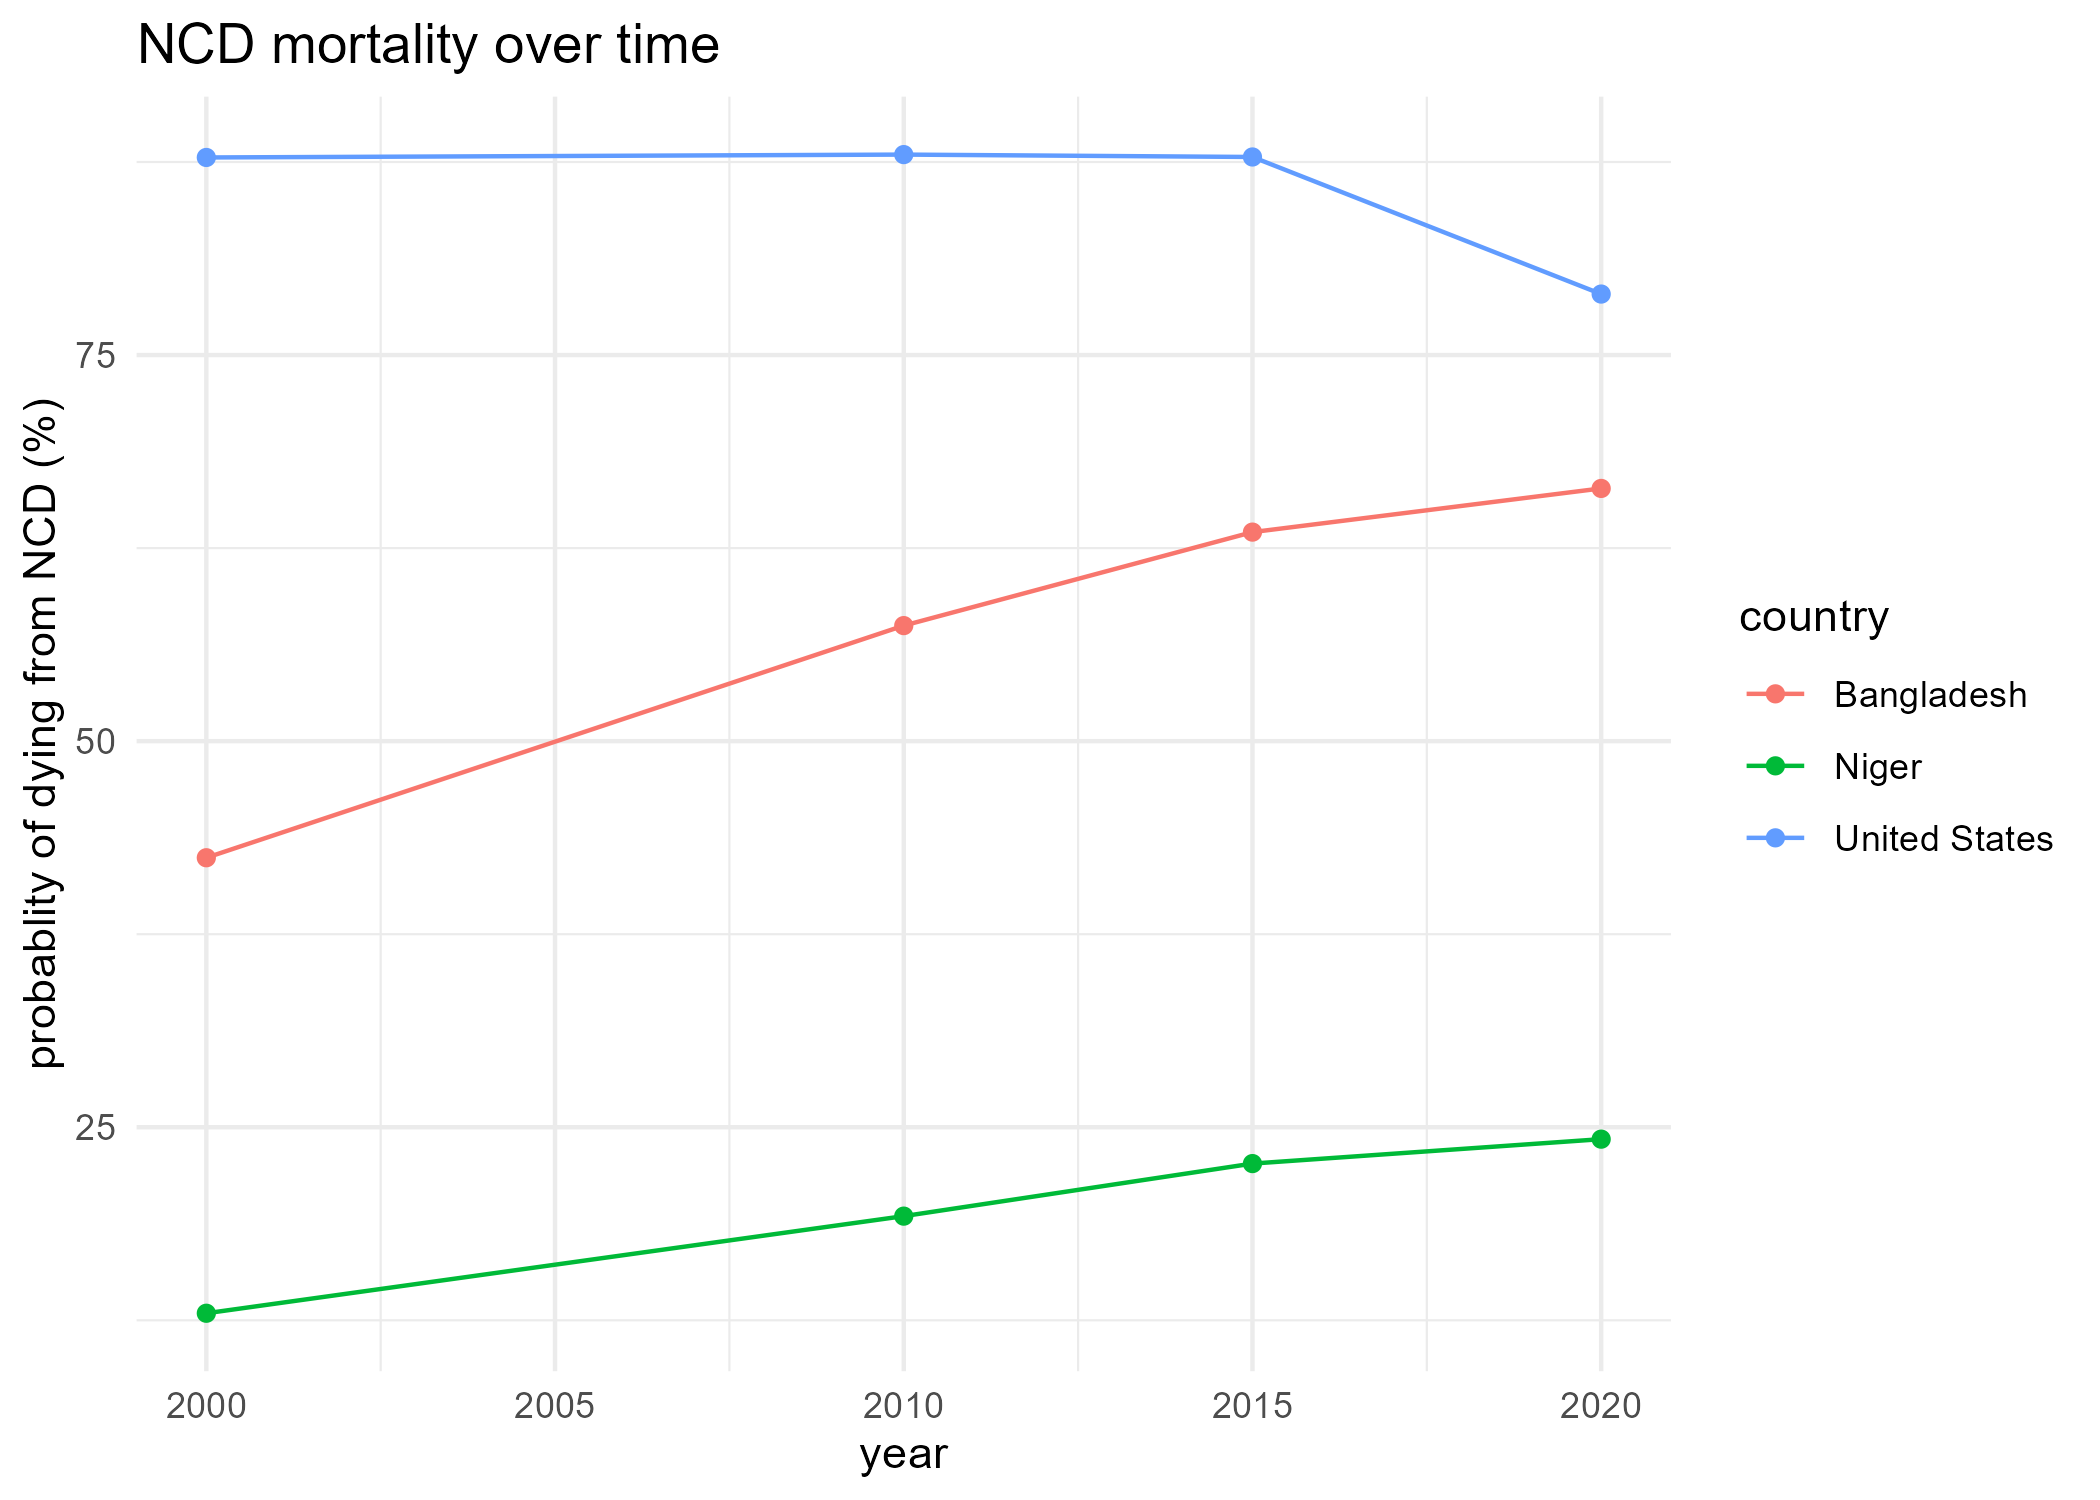 NCD mortality over time
probablity of dying from NCD (%)
75
50
25
2000 2005 2010 2015 2020
year
country
Bangladesh
Niger
United States